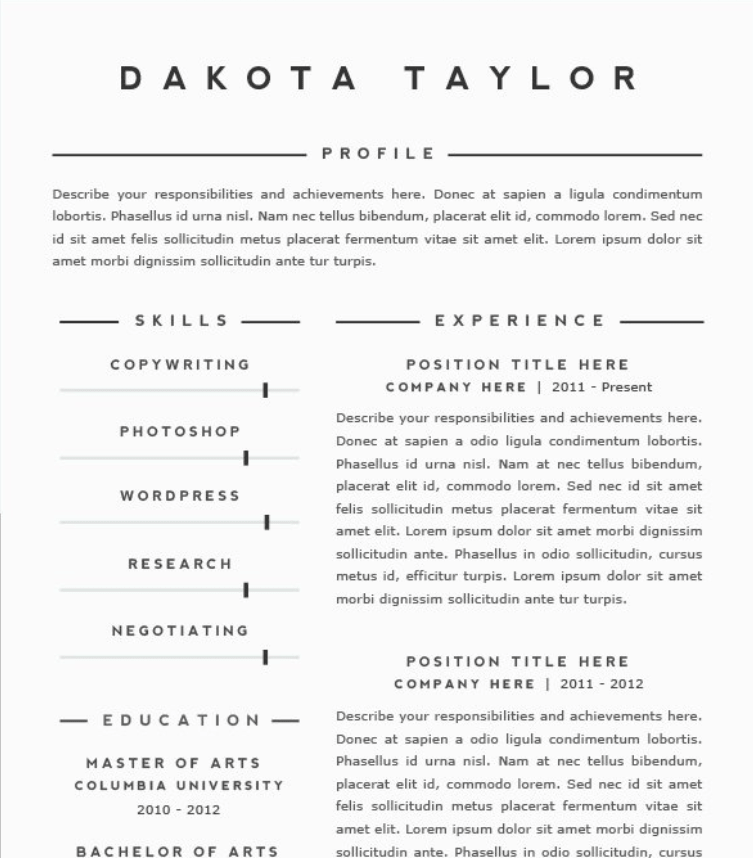 DAKOTA TAYLOR
PROFILE
Describe your responsibilities and achievements here. Donec at sapien a ligula condimentum
lobortis. Phasellus id urna nisl. Nam nec tellus bibendum, placerat elit id, commodo lorem. Sed nec
id sit amet felis sollicitudin metus placerat fermentum vitae sit amet elit. Lorem ipsum dolor sit
amet morbi dignissim sollicitudin ante tur turpis.
SKILLS
COPYWRITING
PHOTOSHOP
WORDPRESS
RESEARCH
NEGOTIATING
EDUCATION
MASTER OF ARTS
COLUMBIA UNIVERSITY
2010 - 2012
BACHELOR OF ARTS
EXPERIENCE
POSITION TITLE HERE
COMPANY HERE | 2011 - Present
Describe your responsibilities and achievements here.
Donec at sapien a odio ligula condimentum lobortis.
Phasellus id urna nisl. Nam at nec tellus bibendum,
placerat elit id, commodo lorem. Sed nec id sit amet
felis sollicitudin metus placerat fermentum vitae sit
amet elit. Lorem ipsum dolor sit amet morbi dignissim
sollicitudin ante. Phasellus in odio sollicitudin, cursus
metus id, efficitur turpis. Lorem ipsum dolor sit amet
morbi dignissim sollicitudin ante tur turpis.
POSITION TITLE HERE
COMPANY HERE | 2011 - 2012
Describe your responsibilities and achievements here.
Donec at sapien a odio ligula condimentum lobortis.
Phasellus id urna nisl. Nam at nec tellus bibendum,
placerat elit id, commodo lorem. Sed nec id sit amet
felis sollicitudin metus placerat fermentum vitae sit
amet elit. Lorem ipsum dolor sit amet morbi dignissim
sollicitudin ante. Phasellus in odio sollicitudin, cursus